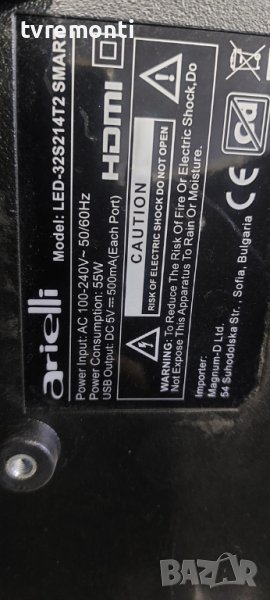 tvremonti
arielli
Model: LED-32S214T2 SMART
Power Input: AC 100-240V~ 50/60Hz
Power Consumption: 55W
USB Output: DC 5V 500mA(Each Port)
HDMI
CAUTION
RISK OF ELECTRIC SHOCK DO NOT OPEN
WARNING: To Reduce The Risk Of Fire Or Electric Shock,Do
Not Expose This Apparatus To Rain Or Moisture.
Importer:
Magnum-D Ltd.
54 Suhodolska Str., Sofia, Bulgaria
CE
BAZAR